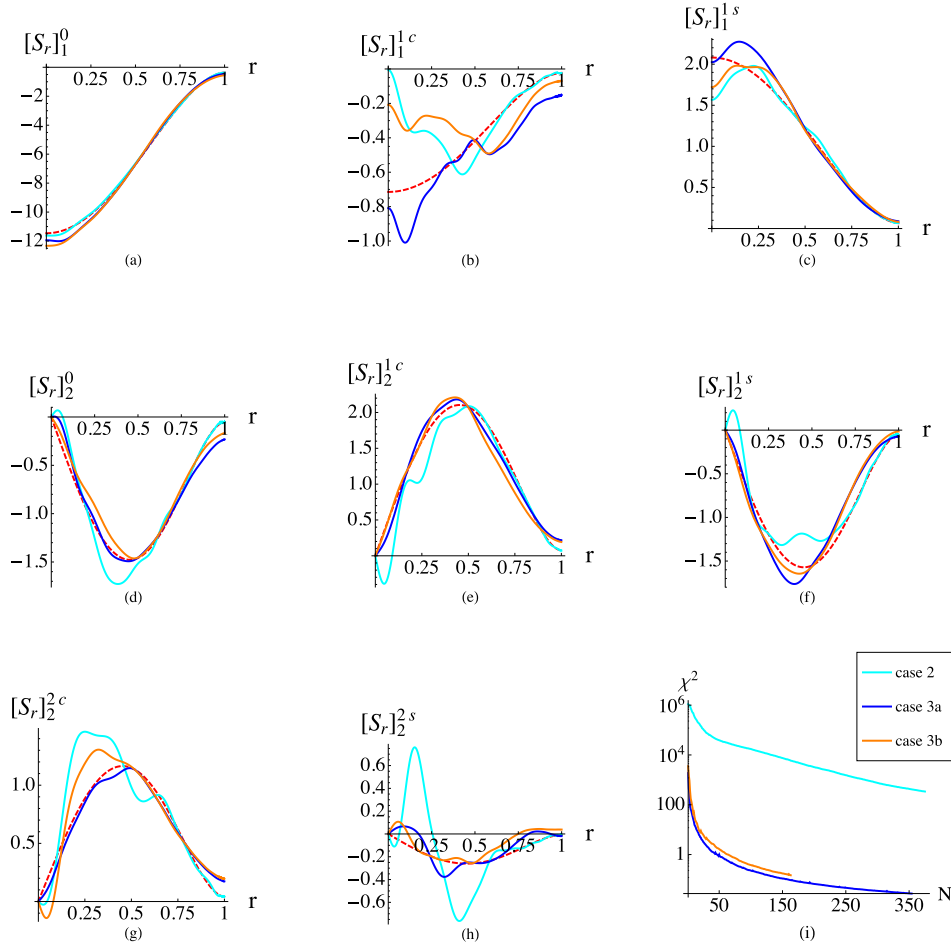 [S_r]_1^0
r
0.25 0.5 0.75 1
−2
−4
−6
−8
−10
−12
(a)
[S_r]_1^{1 c}
r
0.25 0.5 0.75 1
−0.2
−0.4
−0.6
−0.8
−1.0
(b)
[S_r]_1^{1 s}
2.0
1.5
1.0
0.5
r
0.25 0.5 0.75 1
(c)
[S_r]_2^0
r
0.25 0.5 0.75 1
−0.5
−1.0
−1.5
(d)
[S_r]_2^{1 c}
2.0
1.5
1.0
0.5
r
0.25 0.5 0.75 1
(e)
[S_r]_2^{1 s}
r
0.25 0.5 0.75 1
−0.5
−1.0
−1.5
(f)
[S_r]_2^{2 c}
1.0
0.5
r
0.25 0.5 0.75 1
(g)
[S_r]_2^{2 s}
0.6
0.4
0.2
r
0.25 0.5 0.75 1
−0.2
−0.4
−0.6
(h)
case 2
case 3a
case 3b
χ^2
10^6
10^4
100
1
N
50 150 250 350
(i)